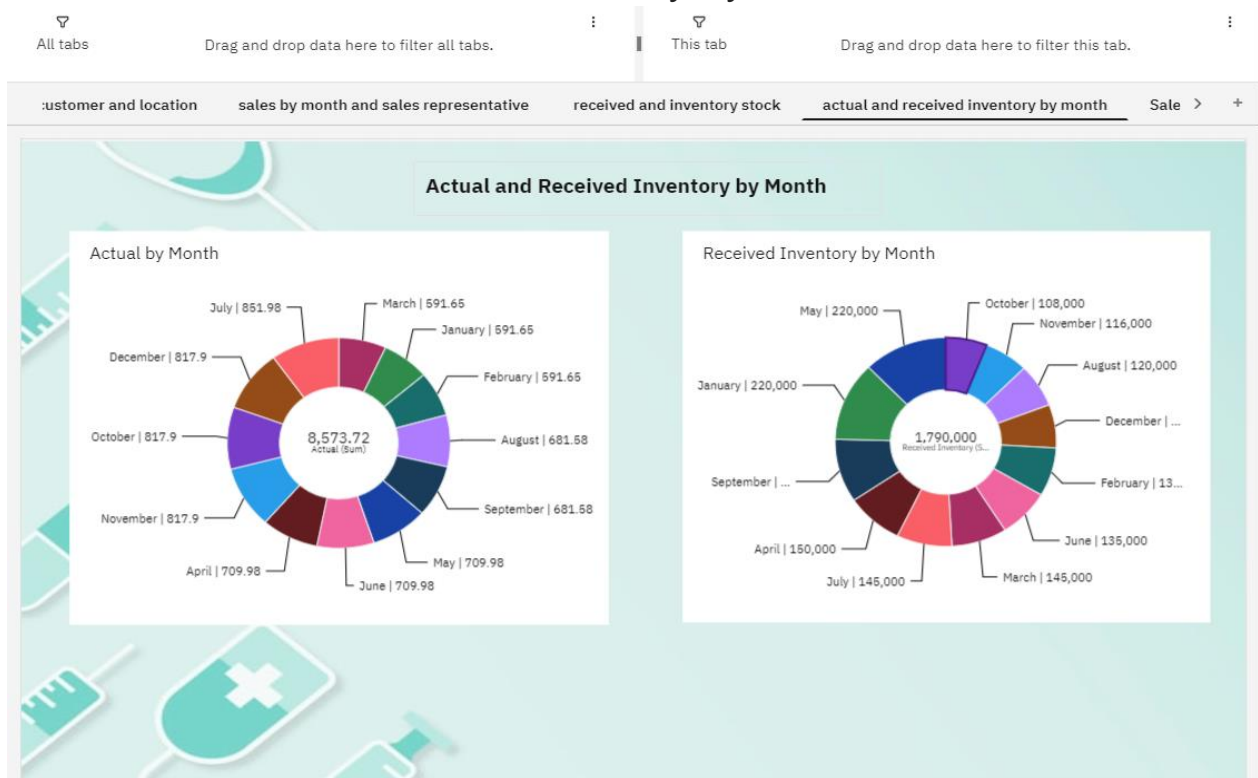 All tabs
Drag and drop data here to filter all tabs.
This tab
Drag and drop data here to filter this tab.
:ustomer and location
sales by month and sales representative
received and inventory stock
actual and received inventory by month
Sale
Actual and Received Inventory by Month
Actual by Month
July | 851.98
March | 591.65
January | 591.65
December | 817.9
February | 591.65
October | 817.9
8,573.72
Actual (Sum)
August | 681.58
November | 817.9
September | 681.58
April | 709.98
May | 709.98
June | 709.98
Received Inventory by Month
May | 220,000
October | 108,000
November | 116,000
January | 220,000
August | 120,000
December | ...
1,790,000
Received Inventory (S...
September | ...
February | 13...
April | 150,000
June | 135,000
July | 145,000
March | 145,000